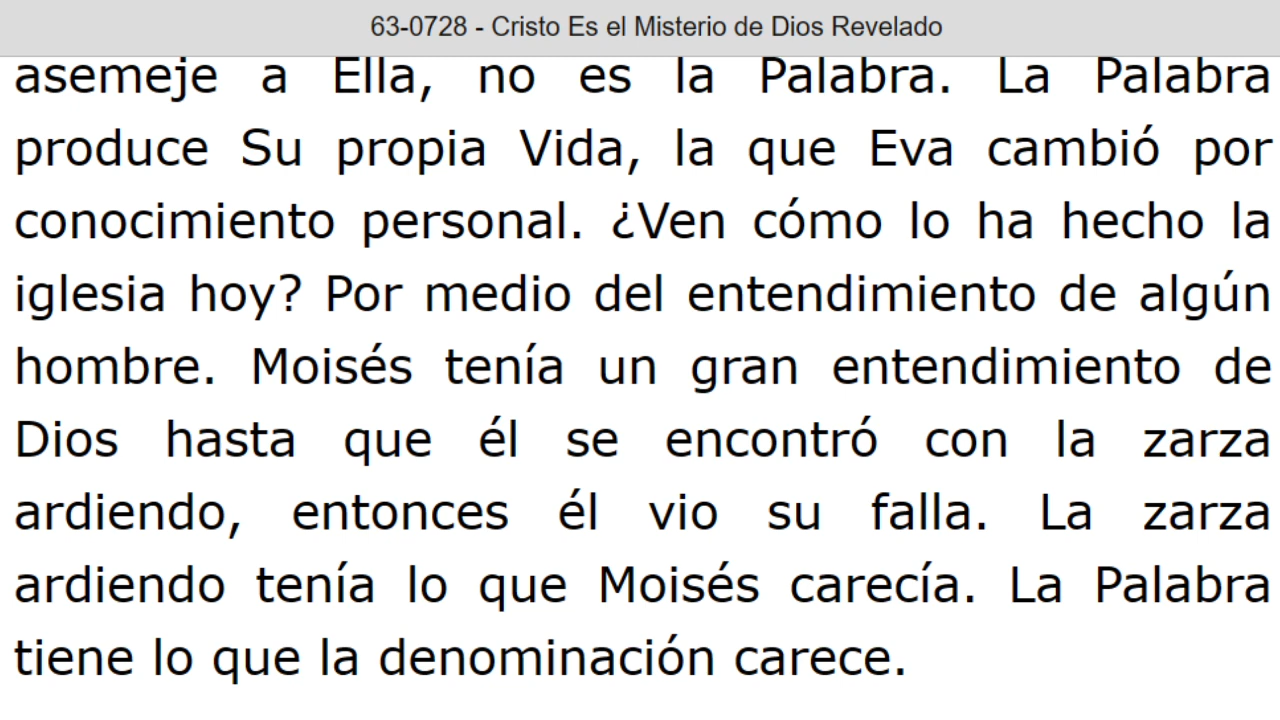 63-0728 - Cristo Es el Misterio de Dios Revelado
asemeje a Ella, no es la Palabra. La Palabra
produce Su propia Vida, la que Eva cambió por
conocimiento personal. ¿Ven cómo lo ha hecho la
iglesia hoy? Por medio del entendimiento de algún
hombre. Moisés tenía un gran entendimiento de
Dios hasta que él se encontró con la zarza
ardiendo, entonces él vio su falla. La zarza
ardiendo tenía lo que Moisés carecía. La Palabra
tiene lo que la denominación carece.